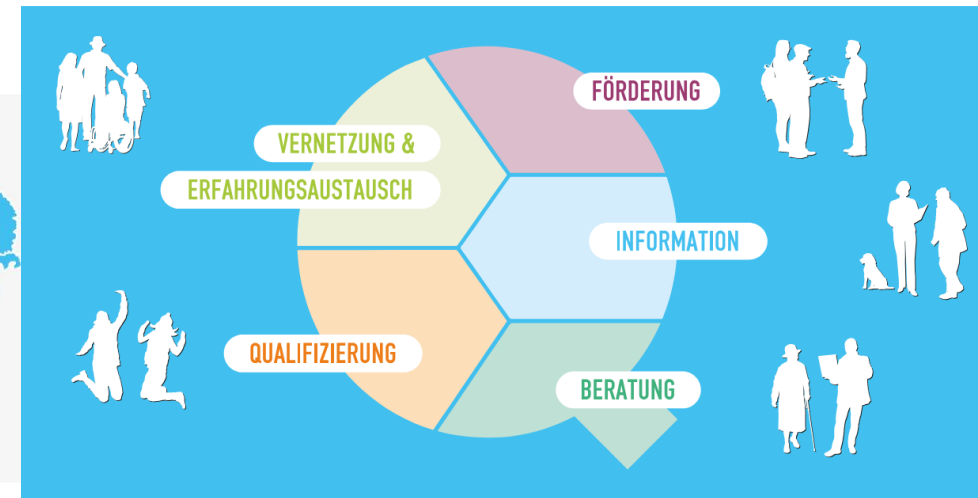 FÖRDERUNG
VERNETZUNG &
ERFAHRUNGSAUSTAUSCH
INFORMATION
QUALIFIZIERUNG
BERATUNG